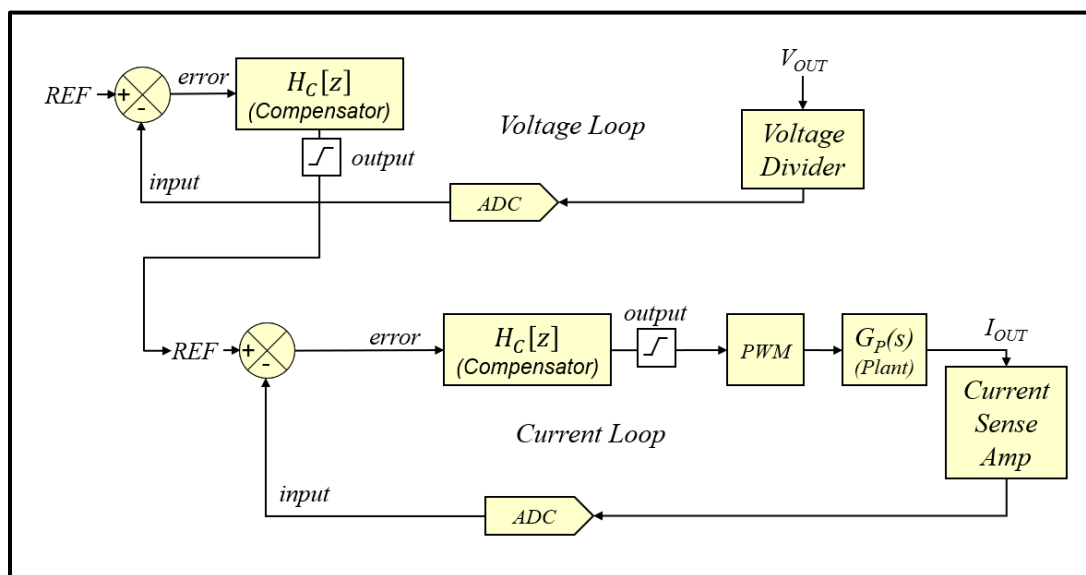 REF
+
-
error
H_C[z]
(Compensator)
output
input
Voltage Loop
ADC
V_OUT
Voltage
Divider
REF
+
-
error
H_C[z]
(Compensator)
output
PWM
G_P(s)
(Plant)
I_OUT
Current
Sense
Amp
Current Loop
input
ADC